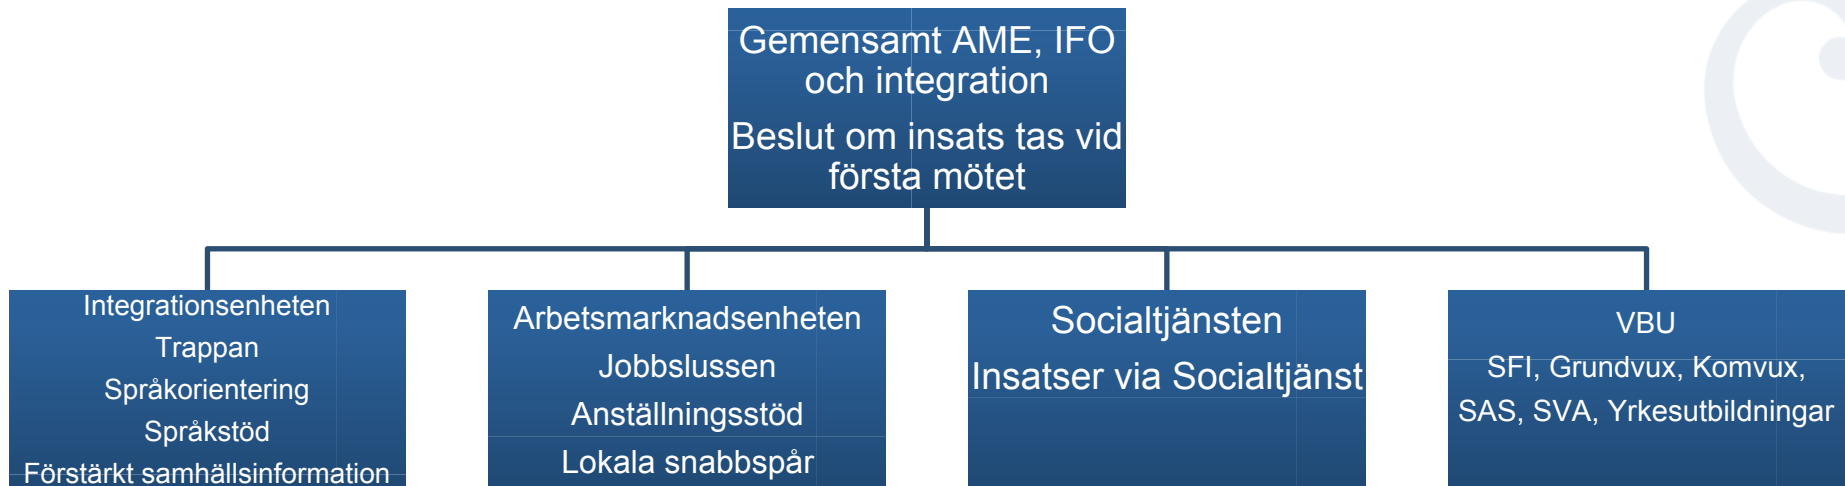 Gemensamt AME, IFO
och integration
Beslut om insats tas vid
första mötet
Integrationsenheten
Trappan
Språkorientering
Språkstöd
Förstärkt samhällsinformation
Arbetsmarknadsenheten
Jobbslussen
Anställningsstöd
Lokala snabbspår
Socialtjänsten
Insatser via Socialtjänst
VBU
SFI, Grundvux, Komvux,
SAS, SVA, Yrkesutbildningar